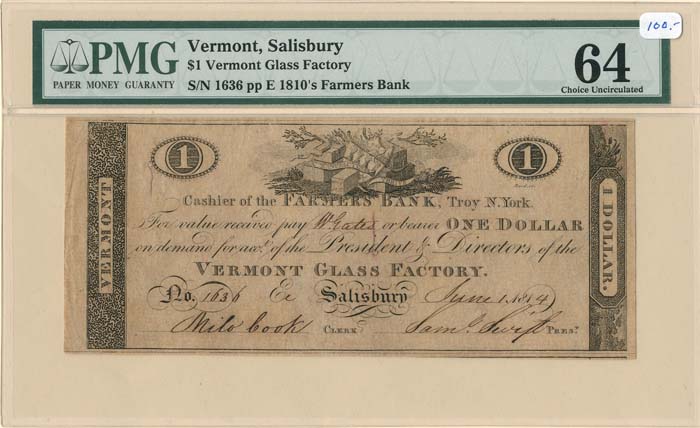 100.-
PMG
PAPER MONEY GUARANTY
Vermont, Salisbury
$1 Vermont Glass Factory
S/N 1636 pp E 1810's Farmers Bank
64
Choice Uncirculated
1
1
VERMONT
1 DOLLAR.
Cashier of the FARMERS BANK, Troy N.York.
For value received pay W. Gates or bearer ONE DOLLAR
on demand for acct. of the President & Directors of the
VERMONT GLASS FACTORY.
No. 1636 E Salisbury June 1. 1814
Milo Cook CLERK Saml. Swift PREST.